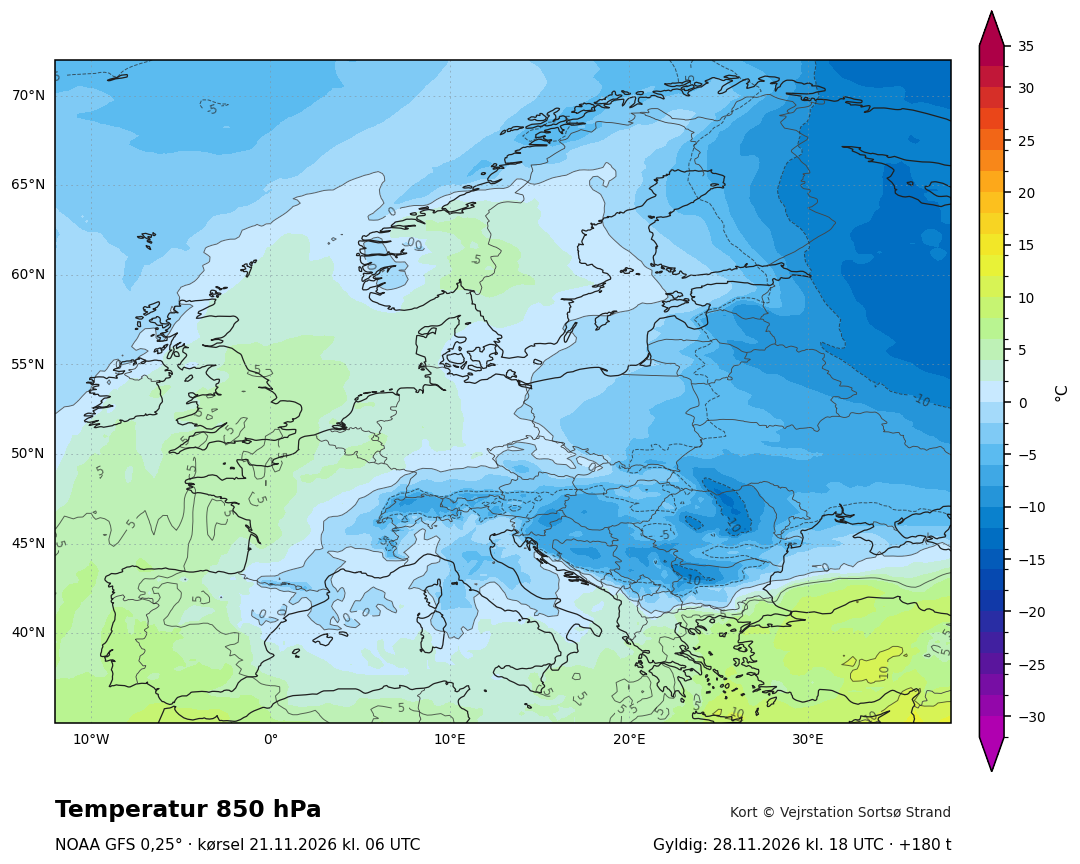 70°N
65°N
60°N
55°N
50°N
45°N
40°N
10°W
0°
10°E
20°E
30°E
35
30
25
20
15
10
5
0
−5
−10
−15
−20
−25
−30
°C
Temperatur 850 hPa
Kort © Vejrstation Sortsø Strand
NOAA GFS 0,25° · kørsel 21.11.2026 kl. 06 UTC
Gyldig: 28.11.2026 kl. 18 UTC · +180 t